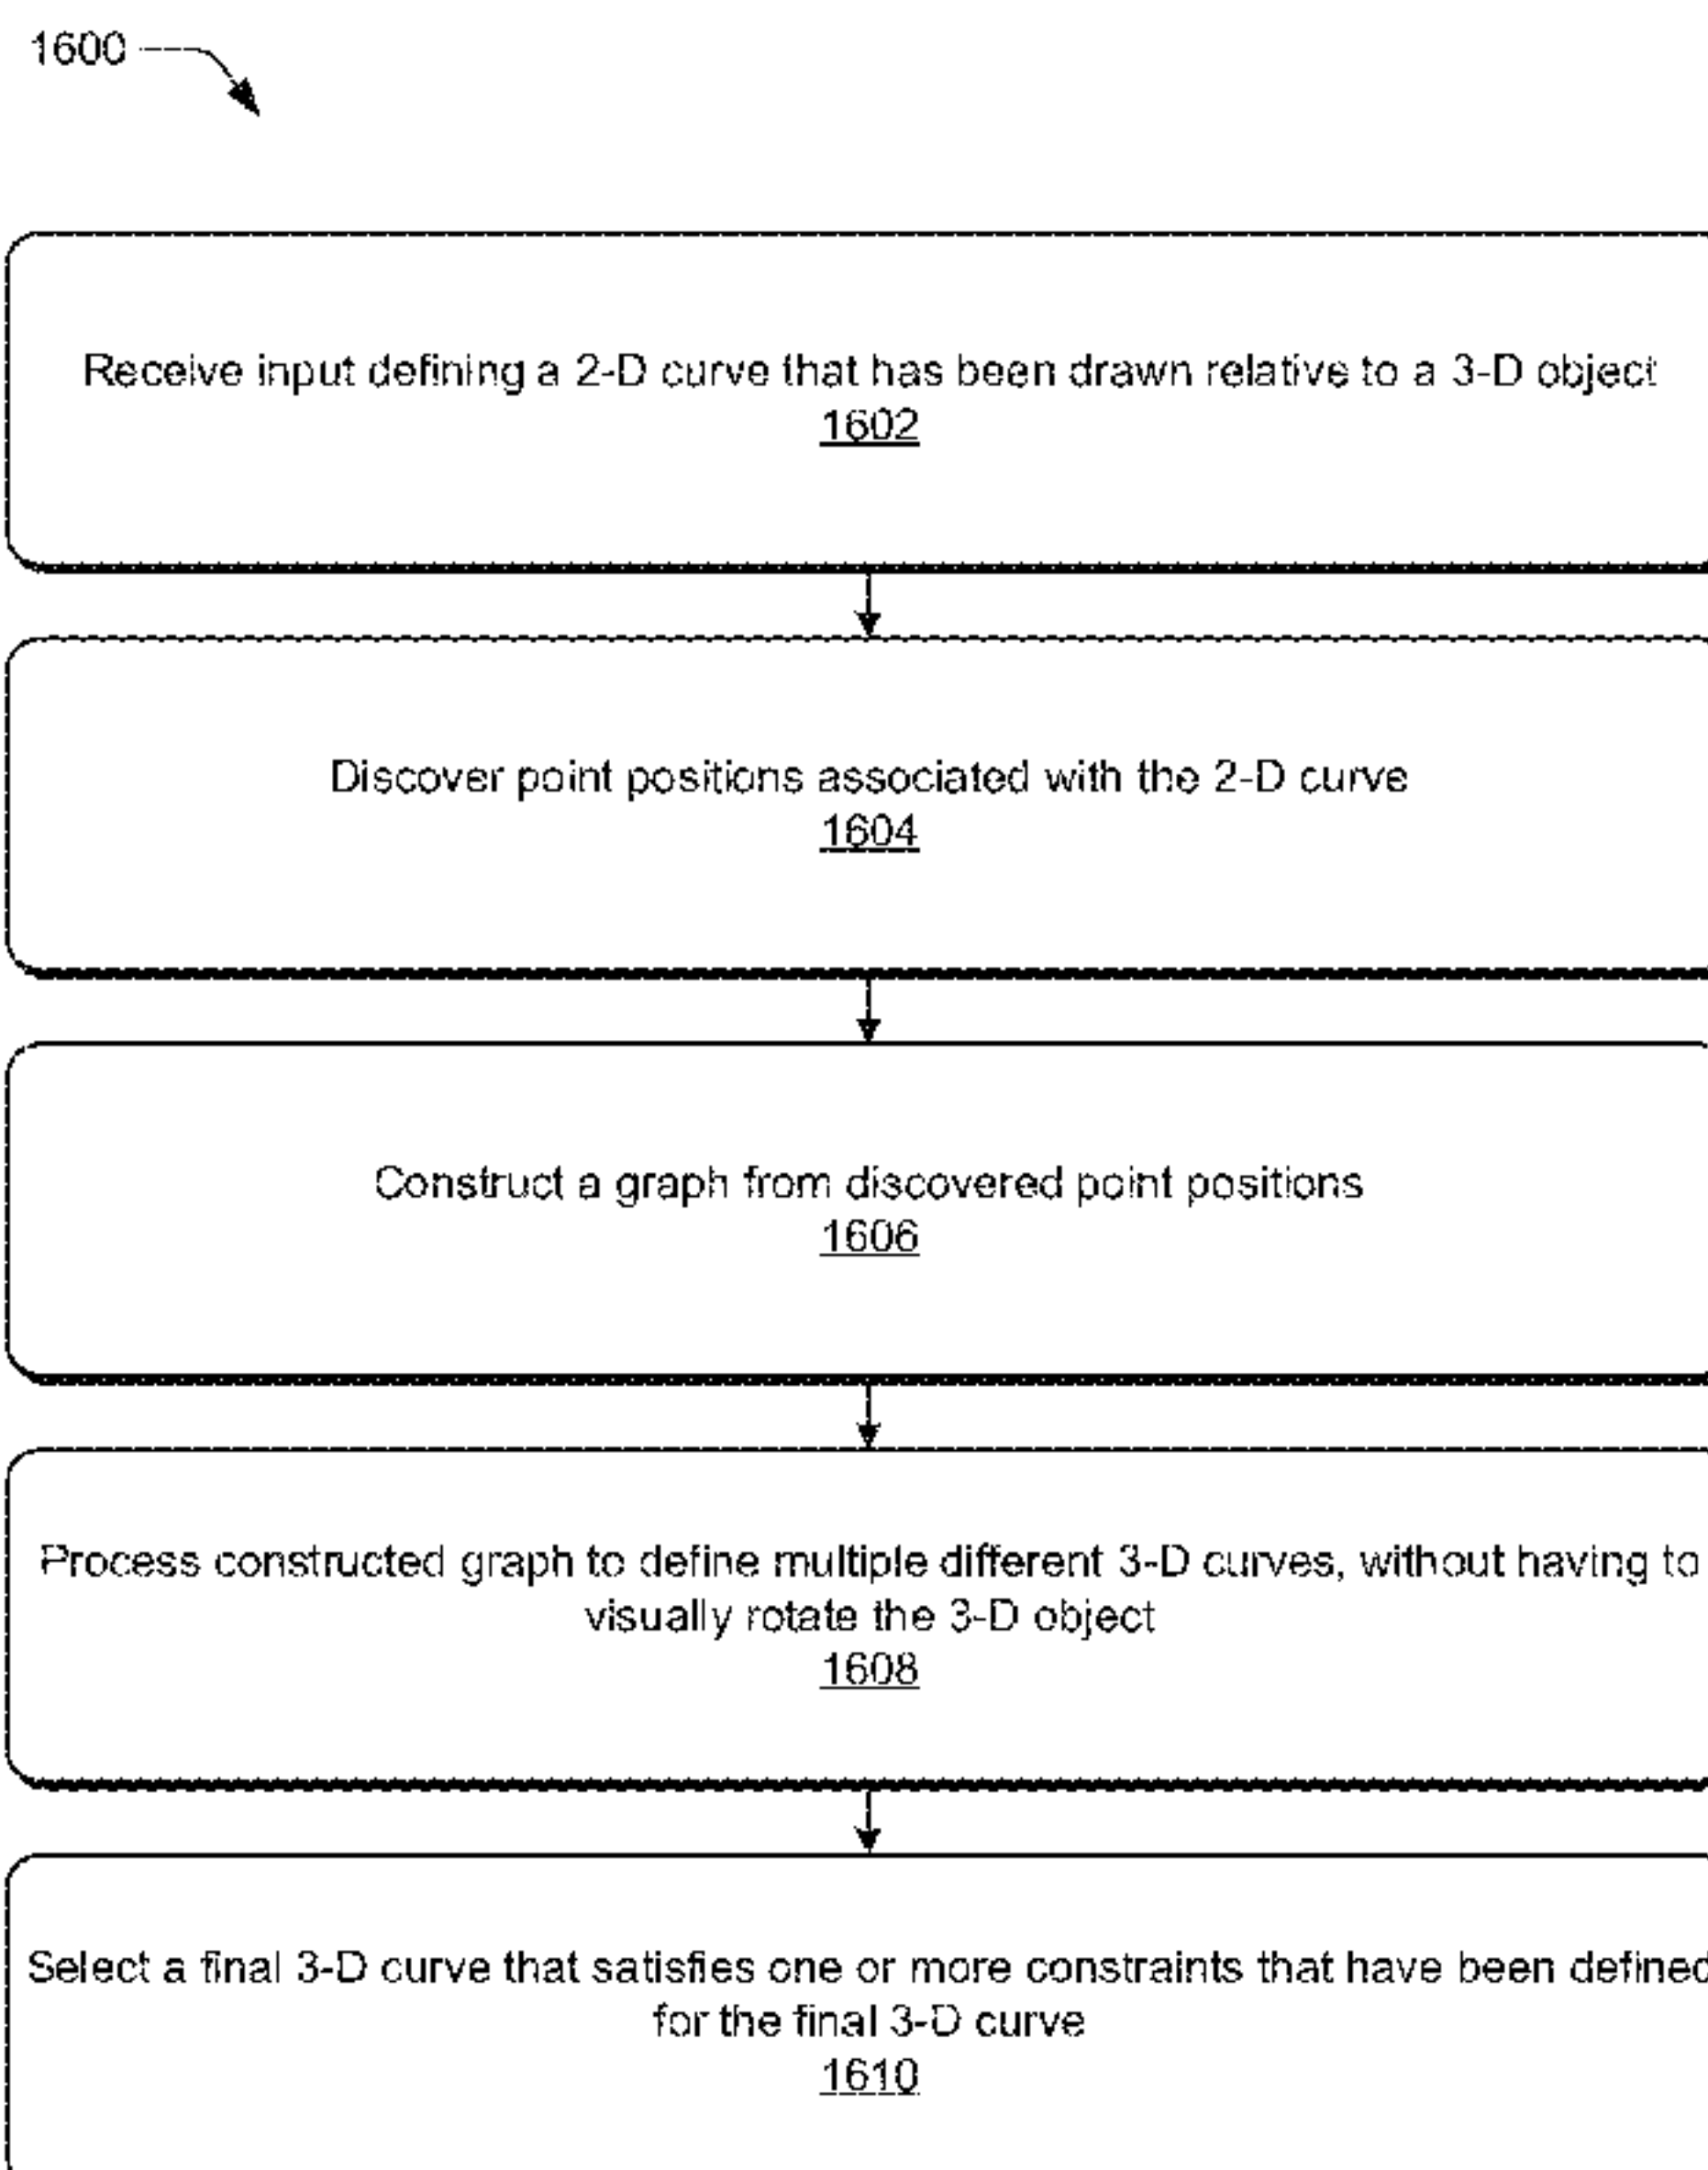 1600
Receive input defining a 2-D curve that has been drawn relative to a 3-D object
1602
Discover point positions associated with the 2-D curve
1604
Construct a graph from discovered point positions
1606
Process constructed graph to define multiple different 3-D curves, without having to
visually rotate the 3-D object
1608
Select a final 3-D curve that satisfies one or more constraints that have been defined
for the final 3-D curve
1610